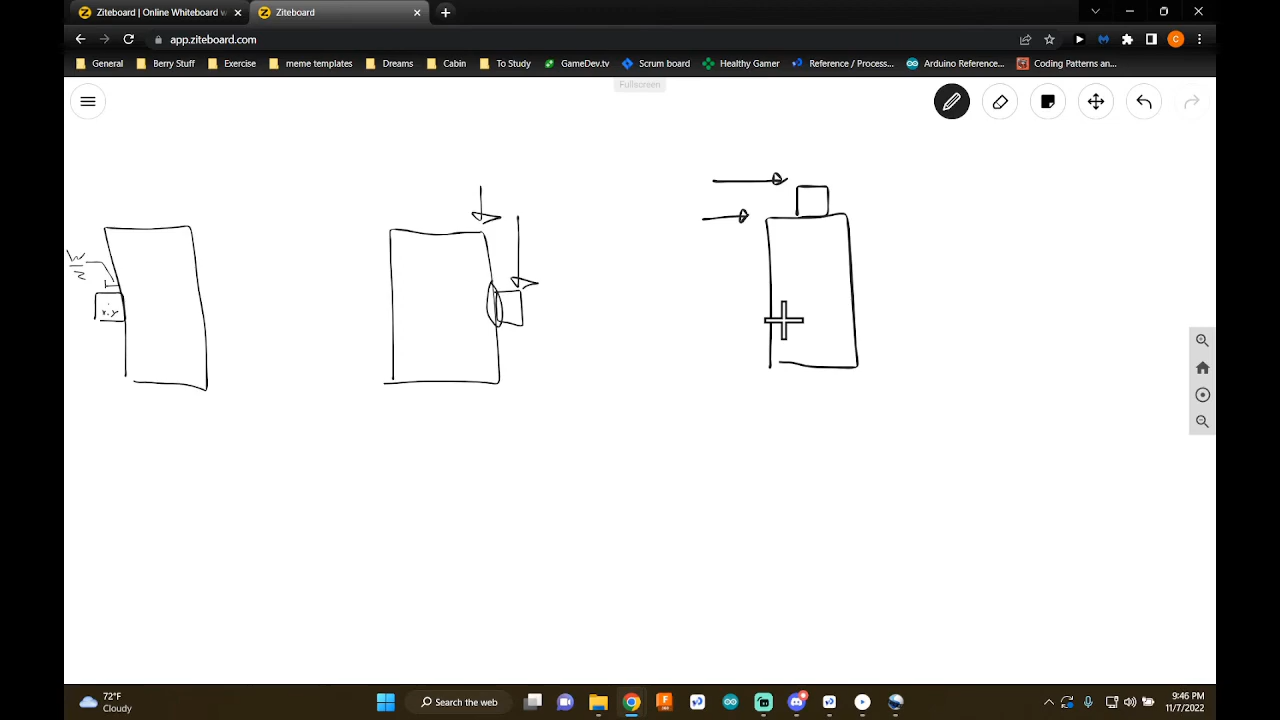 Ziteboard | Online Whiteboard w
Ziteboard
app.ziteboard.com
C
General
Berry Stuff
Exercise
meme templates
Dreams
Cabin
To Study
GameDev.tv
Scrum board
Healthy Gamer
Reference / Process...
Arduino Reference...
Coding Patterns an...
Fullscreen
W
2
x,y
72°F
Cloudy
Search the web
9:46 PM
11/7/2022